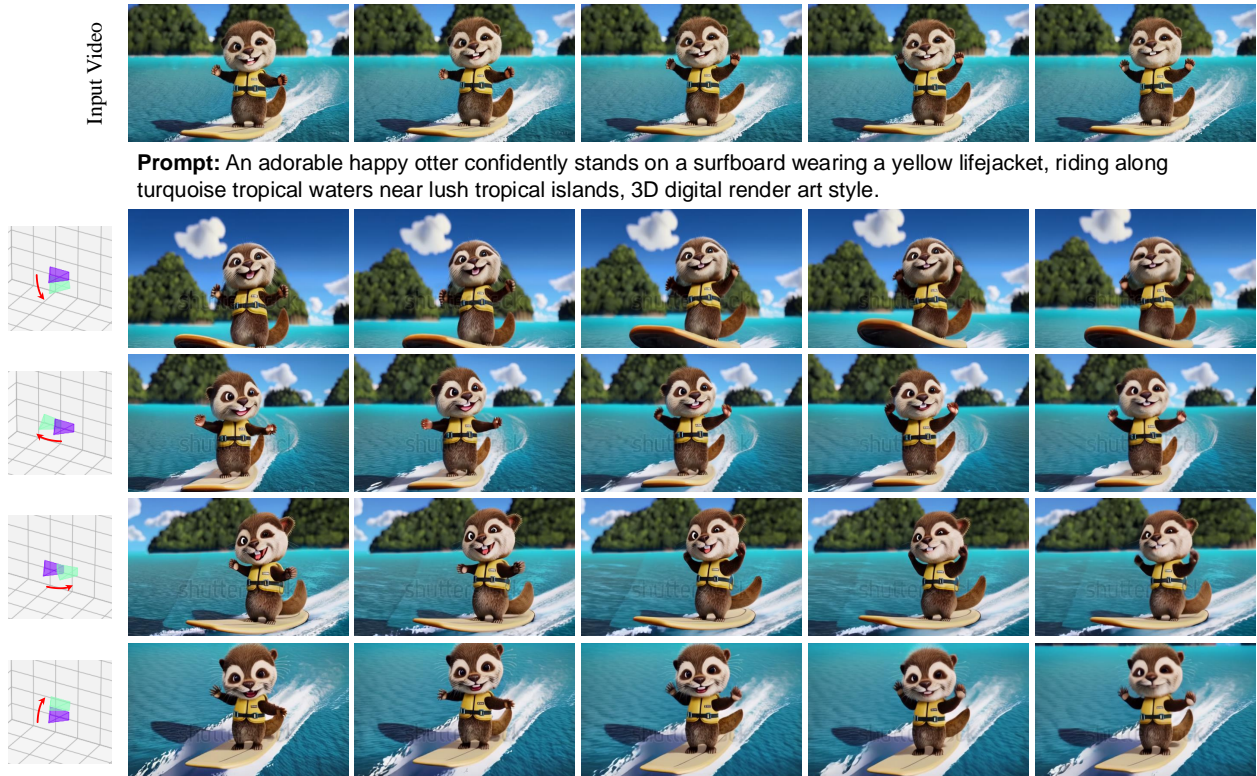 Input Video
Prompt: An adorable happy otter confidently stands on a surfboard wearing a yellow lifejacket, riding along
turquoise tropical waters near lush tropical islands, 3D digital render art style.